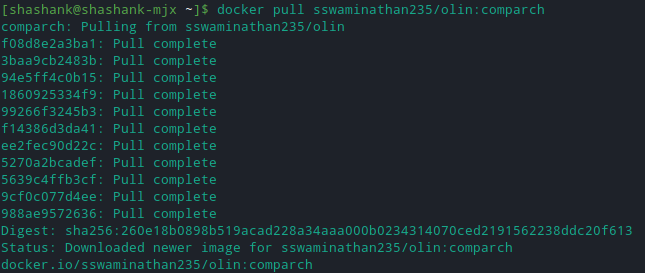 [shashank@shashank-mjx ~]$ docker pull sswaminathan235/olin:comparch
comparch: Pulling from sswaminathan235/olin
f08d8e2a3ba1: Pull complete
3baa9cb2483b: Pull complete
94e5ff4c0b15: Pull complete
1860925334f9: Pull complete
99266f3245b3: Pull complete
f14386d3da41: Pull complete
ee2fec90d22c: Pull complete
5270a2bcadef: Pull complete
5639c4ffb3cf: Pull complete
9cf0c077d4ee: Pull complete
988ae9572636: Pull complete
Digest: sha256:260e18b0898b519acad228a34aaa000b0234314070ced2191562238ddc20f613
Status: Downloaded newer image for sswaminathan235/olin:comparch
docker.io/sswaminathan235/olin:comparch